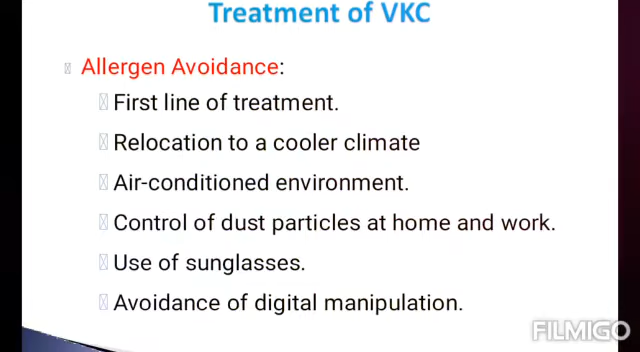 Treatment of VKC
Allergen Avoidance:
First line of treatment.
Relocation to a cooler climate
Air-conditioned environment.
Control of dust particles at home and work.
Use of sunglasses.
Avoidance of digital manipulation.
FILMIGO